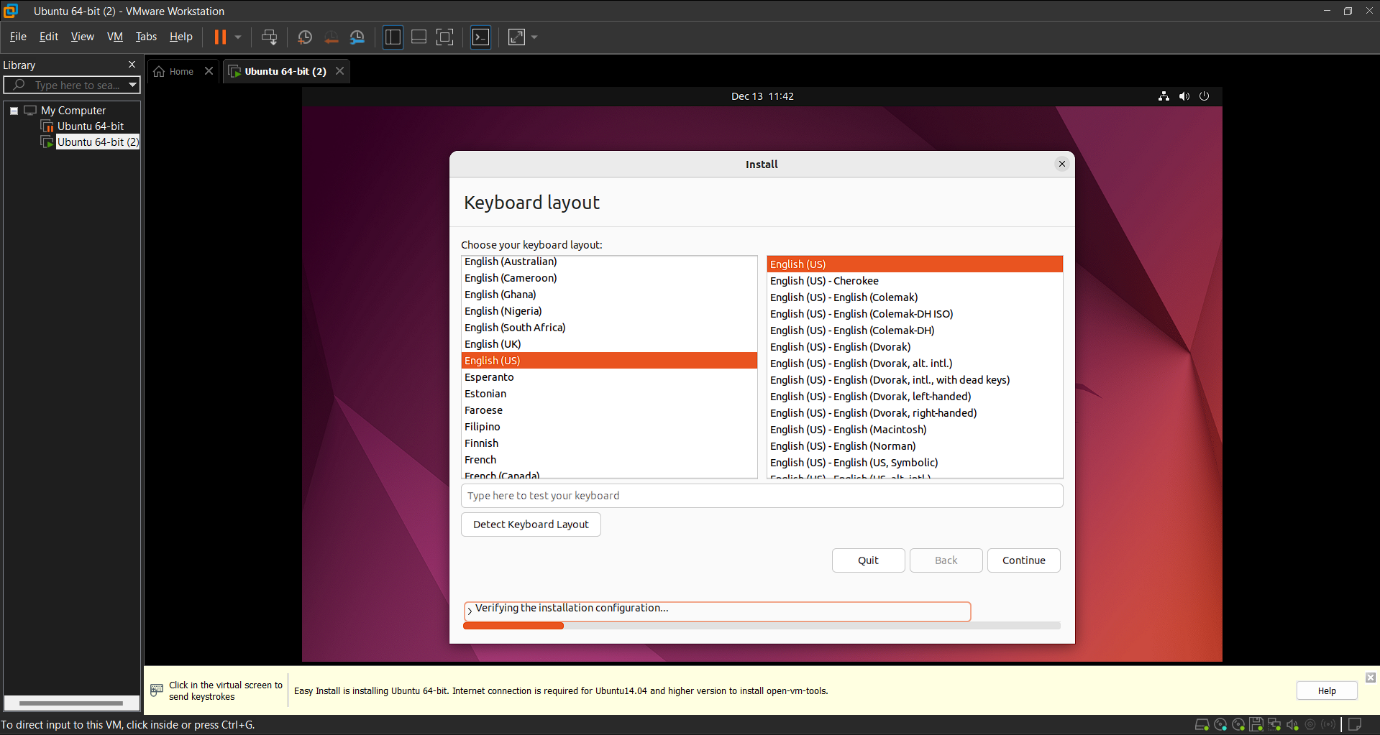 Ubuntu 64-bit (2) - VMware Workstation
File Edit View VM Tabs Help
Library
Type here to sea...
My Computer
Ubuntu 64-bit
Ubuntu 64-bit (2)
Home
Ubuntu 64-bit (2)
Dec 13 11:42
Install
Keyboard layout
Choose your keyboard layout:
English (Australian)
English (Cameroon)
English (Ghana)
English (Nigeria)
English (South Africa)
English (UK)
English (US)
Esperanto
Estonian
Faroese
Filipino
Finnish
French
French (Canada)
English (US)
English (US) - Cherokee
English (US) - English (Colemak)
English (US) - English (Colemak-DH ISO)
English (US) - English (Colemak-DH)
English (US) - English (Dvorak)
English (US) - English (Dvorak, alt. intl.)
English (US) - English (Dvorak, intl., with dead keys)
English (US) - English (Dvorak, left-handed)
English (US) - English (Dvorak, right-handed)
English (US) - English (Macintosh)
English (US) - English (Norman)
English (US) - English (US, Symbolic)
English (US) - English (US, alt. intl.)
Type here to test your keyboard
Detect Keyboard Layout
Quit
Back
Continue
Verifying the installation configuration...
Click in the virtual screen to
send keystrokes
Easy Install is installing Ubuntu 64-bit. Internet connection is required for Ubuntu14.04 and higher version to install open-vm-tools.
Help
To direct input to this VM, click inside or press Ctrl+G.